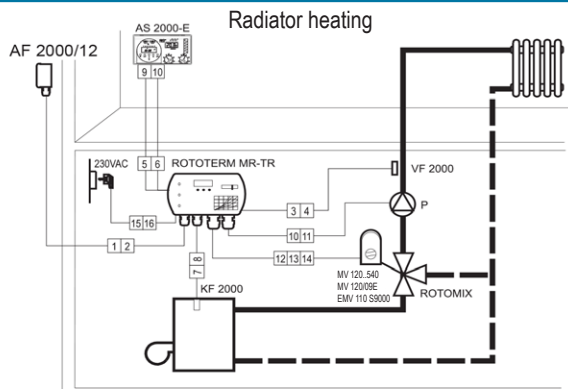 Radiator heating
AS 2000-E
AF 2000/12
9 10
230VAC
5 6
ROTOTERM MR-TR
VF 2000
3 4
P
15 16
10 11
1 2
12 13 14
7 8
MV 120..540
MV 120/09E
EMV 110 S9000
ROTOMIX
KF 2000